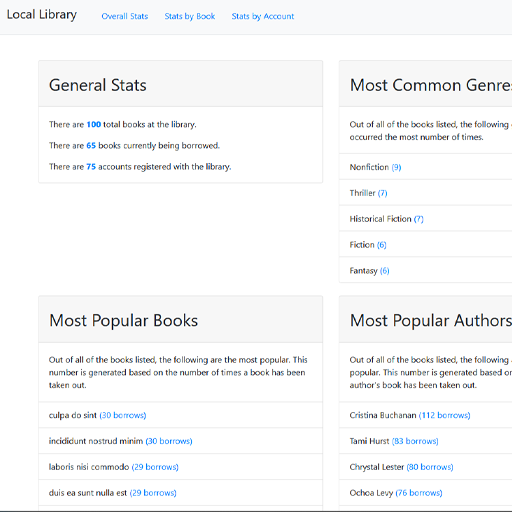 Local Library
Overall Stats
Stats by Book
Stats by Account
General Stats
There are 100 total books at the library.
There are 65 books currently being borrowed.
There are 75 accounts registered with the library.
Most Common Genre
Out of all of the books listed, the following
occurred the most number of times.
Nonfiction (9)
Thriller (7)
Historical Fiction (7)
Fiction (6)
Fantasy (6)
Most Popular Books
Out of all of the books listed, the following are the most popular. This
number is generated based on the number of times a book has been
taken out.
culpa do sint (30 borrows)
incididunt nostrud minim (30 borrows)
laboris nisi commodo (29 borrows)
duis ea sunt nulla est (29 borrows)
Most Popular Authors
Out of all of the books listed, the following
popular. This number is generated based on
author's book has been taken out.
Cristina Buchanan (112 borrows)
Tami Hurst (83 borrows)
Chrystal Lester (80 borrows)
Ochoa Levy (76 borrows)